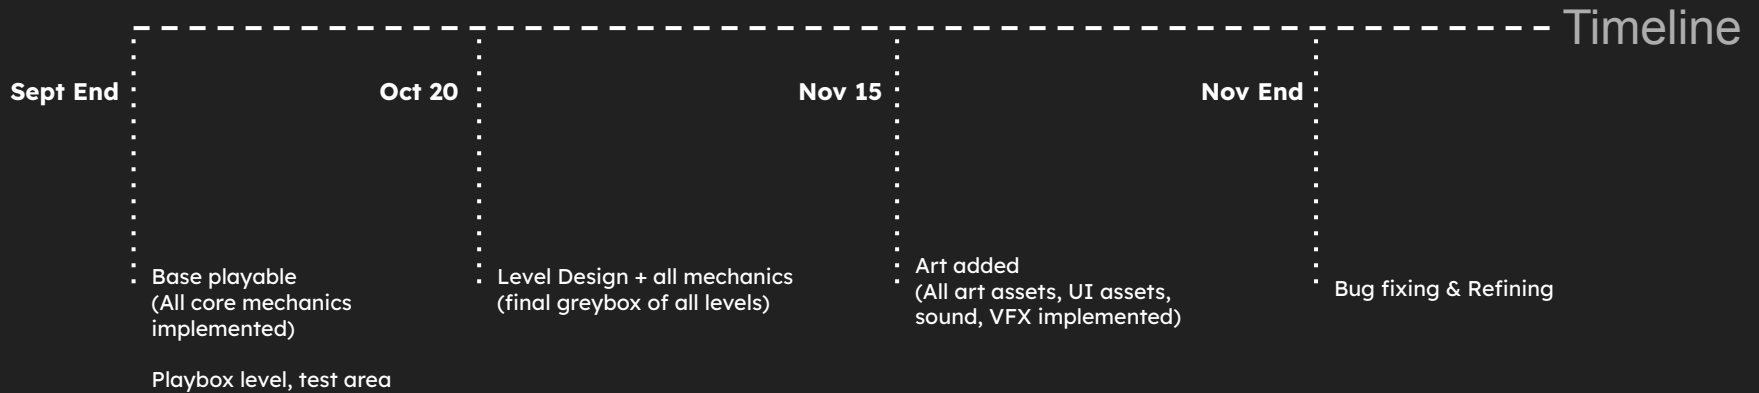 Timeline
Sept End
Oct 20
Nov 15
Nov End
Base playable
(All core mechanics
implemented)
Playbox level, test area
Level Design + all mechanics
(final greybox of all levels)
Art added
(All art assets, UI assets,
sound, VFX implemented)
Bug fixing & Refining